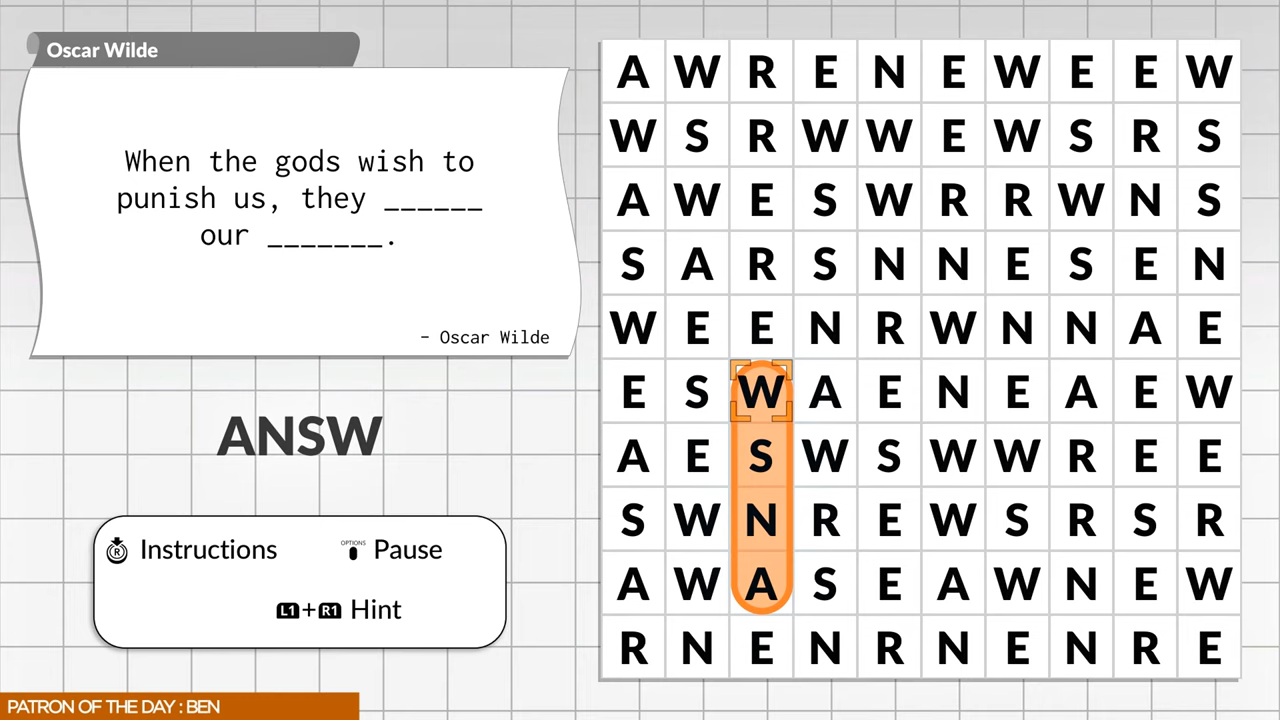 Oscar Wilde
When the gods wish to
punish us, they ______
our _______.
– Oscar Wilde
ANSW
R Instructions
OPTIONS Pause
L1+R1 Hint
PATRON OF THE DAY : BEN
A W R E N E W E E W
W S R W W E W S R S
A W E S W R R W N S
S A R S N N E S E N
W E E N R W N N A E
E S W A E N E A E W
A E S W S W W R E E
S W N R E W S R S R
A W A S E A W N E W
R N E N R N E N R E